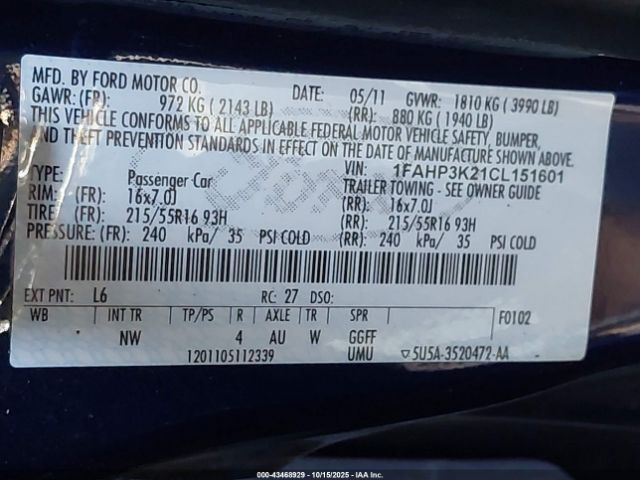 MFD. BY FORD MOTOR CO. DATE: 05/11 GVWR: 1810 KG ( 3990 LB)
GAWR: (FR): 972 KG ( 2143 LB) (RR): 880 KG ( 1940 LB)
THIS VEHICLE CONFORMS TO ALL APPLICABLE FEDERAL MOTOR VEHICLE SAFETY, BUMPER,
AND THEFT PREVENTION STANDARDS IN EFFECT ON THE DATE OF MANUFACTURE SHOWN ABOVE.
VIN: 1FAHP3K21CL151601
TYPE: Passenger Car TRAILER TOWING - SEE OWNER GUIDE
RIM: (FR) 16x7.0J (RR) 16x7.0J
TIRE: (FR) 215/55R16 93H (RR) 215/55R16 93H
PRESSURE: (FR) 240 kPa/ 35 PSI COLD (RR) 240 kPa/ 35 PSI COLD
EXT PNT: L6 RC: 27 DSO:
WB INT TR TP/PS R AXLE TR SPR F0102
NW 4 AU W GGFF
1201105112339 UMU ▽5U5A-3520472-AA
000-43468929 - 10/15/2025 - IAA Corp.